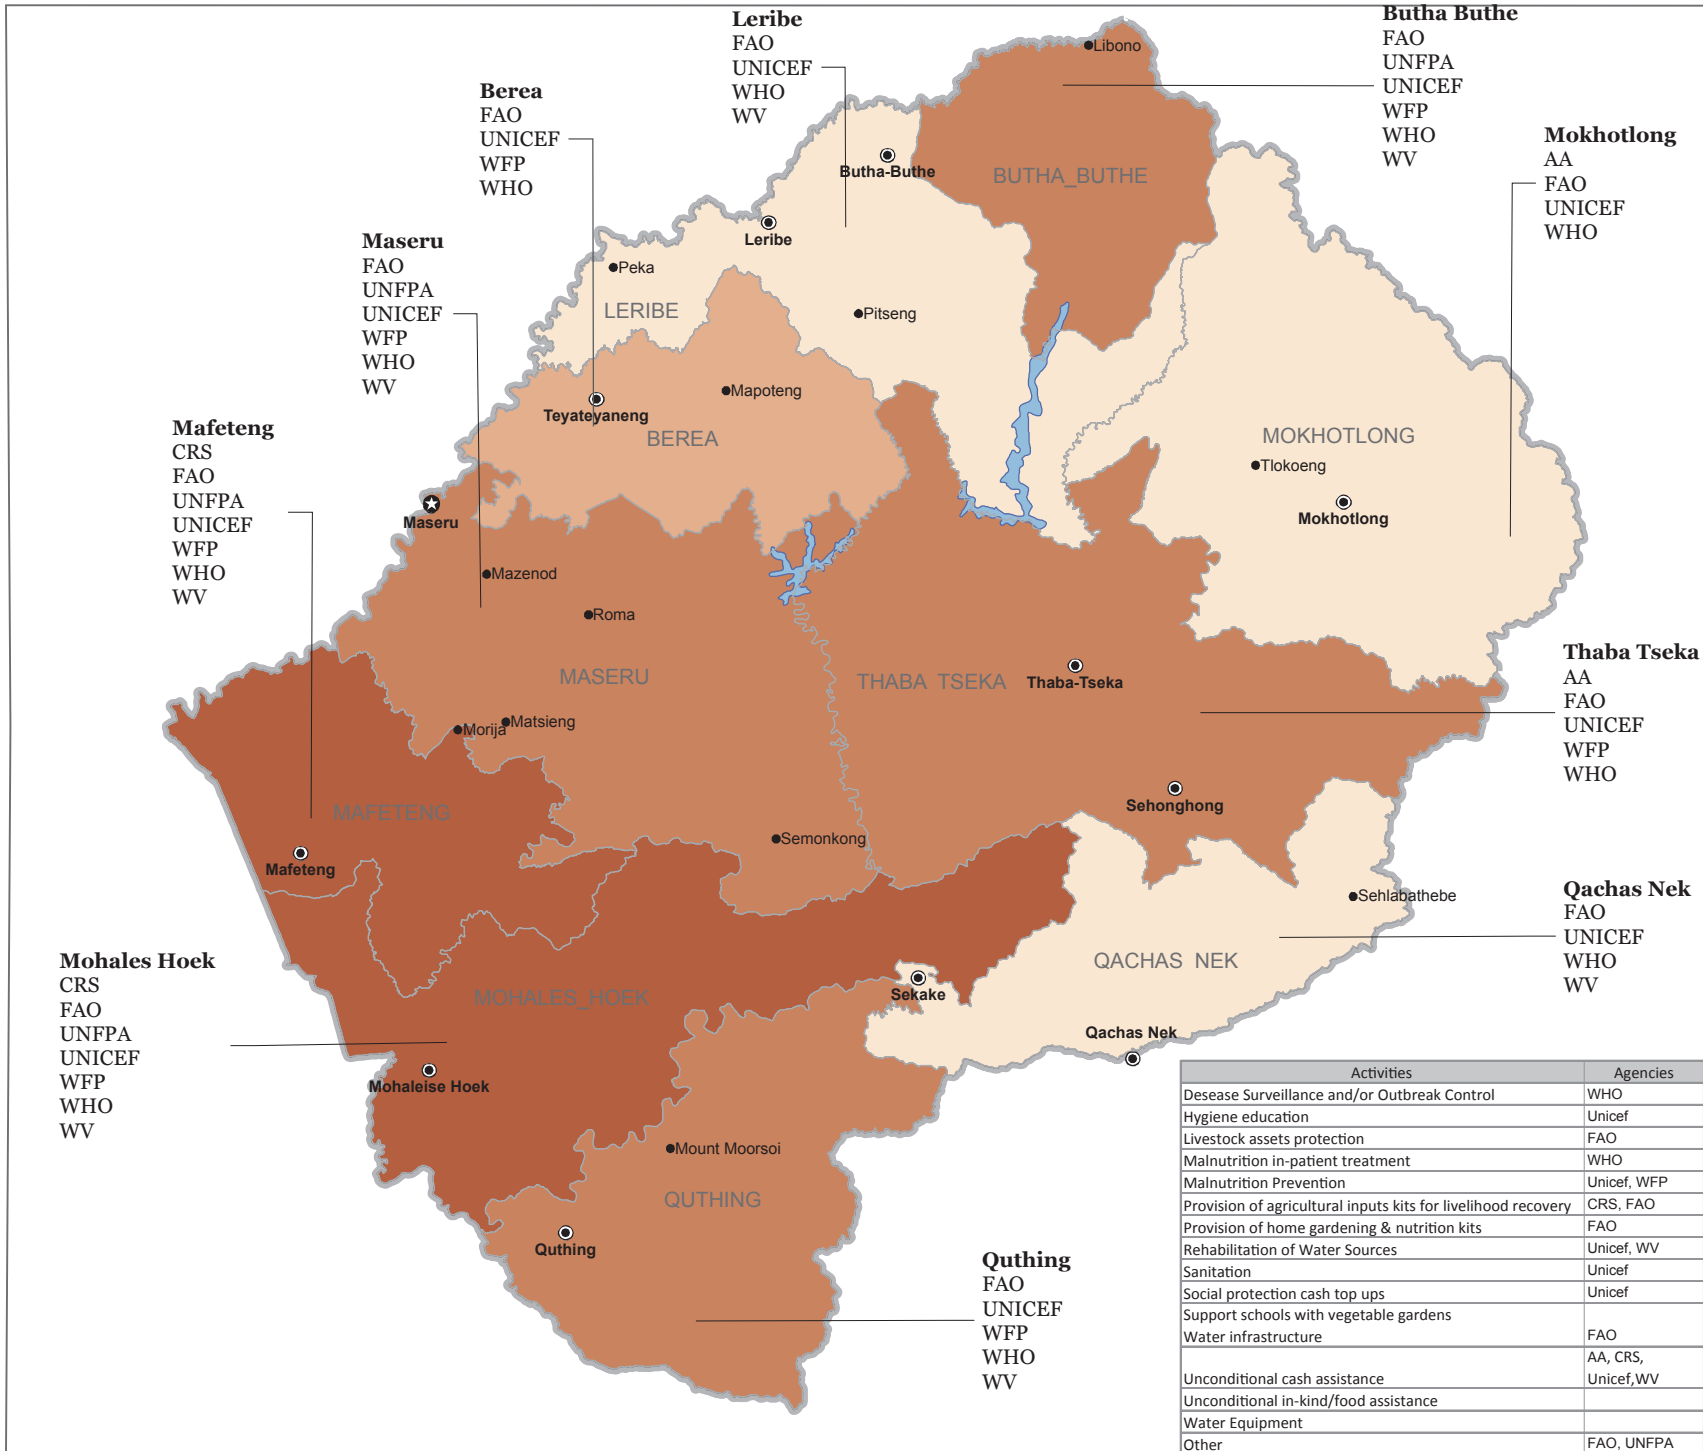 Leribe
FAO
UNICEF
WHO
WV
Butha Buthe
FAO
UNFPA
UNICEF
WFP
WHO
WV
Berea
FAO
UNICEF
WFP
WHO
Mokhotlong
AA
FAO
UNICEF
WHO
Maseru
FAO
UNFPA
UNICEF
WFP
WHO
WV
Mafeteng
CRS
FAO
UNFPA
UNICEF
WFP
WHO
WV
Thaba Tseka
AA
FAO
UNICEF
WFP
WHO
Qachas Nek
FAO
UNICEF
WHO
WV
Mohales Hoek
CRS
FAO
UNFPA
UNICEF
WFP
WHO
WV
Quthing
FAO
UNICEF
WFP
WHO
WV
Libono
Butha-Buthe
BUTHA_BUTHE
Leribe
Peka
LERIBE
Pitseng
Mapoteng
Teyateyaneng
BEREA
MOKHOTLONG
Tlokoeng
Mokhotlong
Maseru
Mazenod
Roma
MASERU
THABA TSEKA
Thaba-Tseka
Matsieng
Morija
Sehonghong
MAFETENG
Semonkong
Mafeteng
Sehlabathebe
QACHAS NEK
Sekake
MOHALES_HOEK
Qachas Nek
Mohaleise Hoek
Mount Moorsoi
QUTHING
Quthing
Activities Agencies
Desease Surveillance and/or Outbreak Control WHO
Hygiene education Unicef
Livestock assets protection FAO
Malnutrition in-patient treatment WHO
Malnutrition Prevention Unicef, WFP
Provision of agricultural inputs kits for livelihood recovery CRS, FAO
Provision of home gardening & nutrition kits FAO
Rehabilitation of Water Sources Unicef, WV
Sanitation Unicef
Social protection cash top ups Unicef
Support schools with vegetable gardens
Water infrastructure FAO
AA, CRS,
Unconditional cash assistance Unicef,WV
Unconditional in-kind/food assistance
Water Equipment
Other FAO, UNFPA